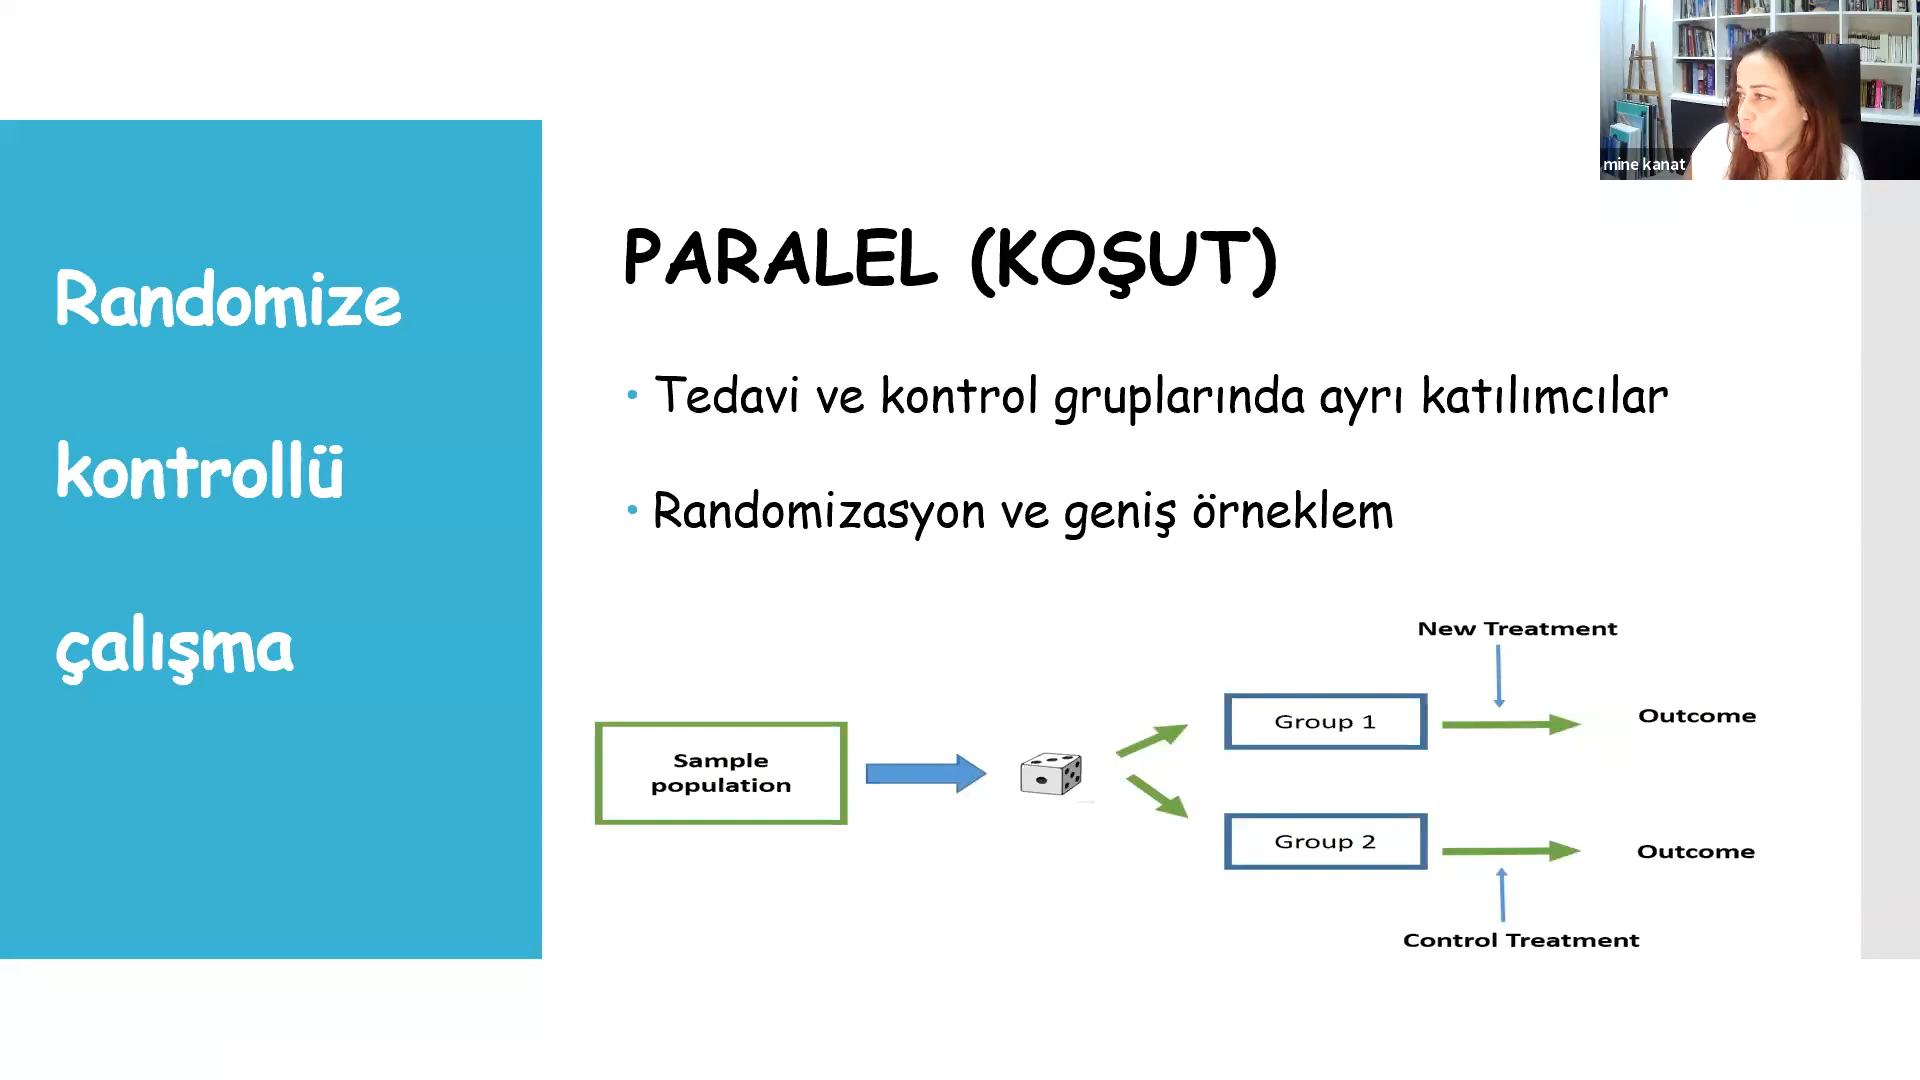 mine kanat
Randomize
kontrollü
çalışma
PARALEL (KOŞUT)
• Tedavi ve kontrol gruplarında ayrı katılımcılar
• Randomizasyon ve geniş örneklem
New Treatment
Sample
population
Group 1
Outcome
Group 2
Outcome
Control Treatment